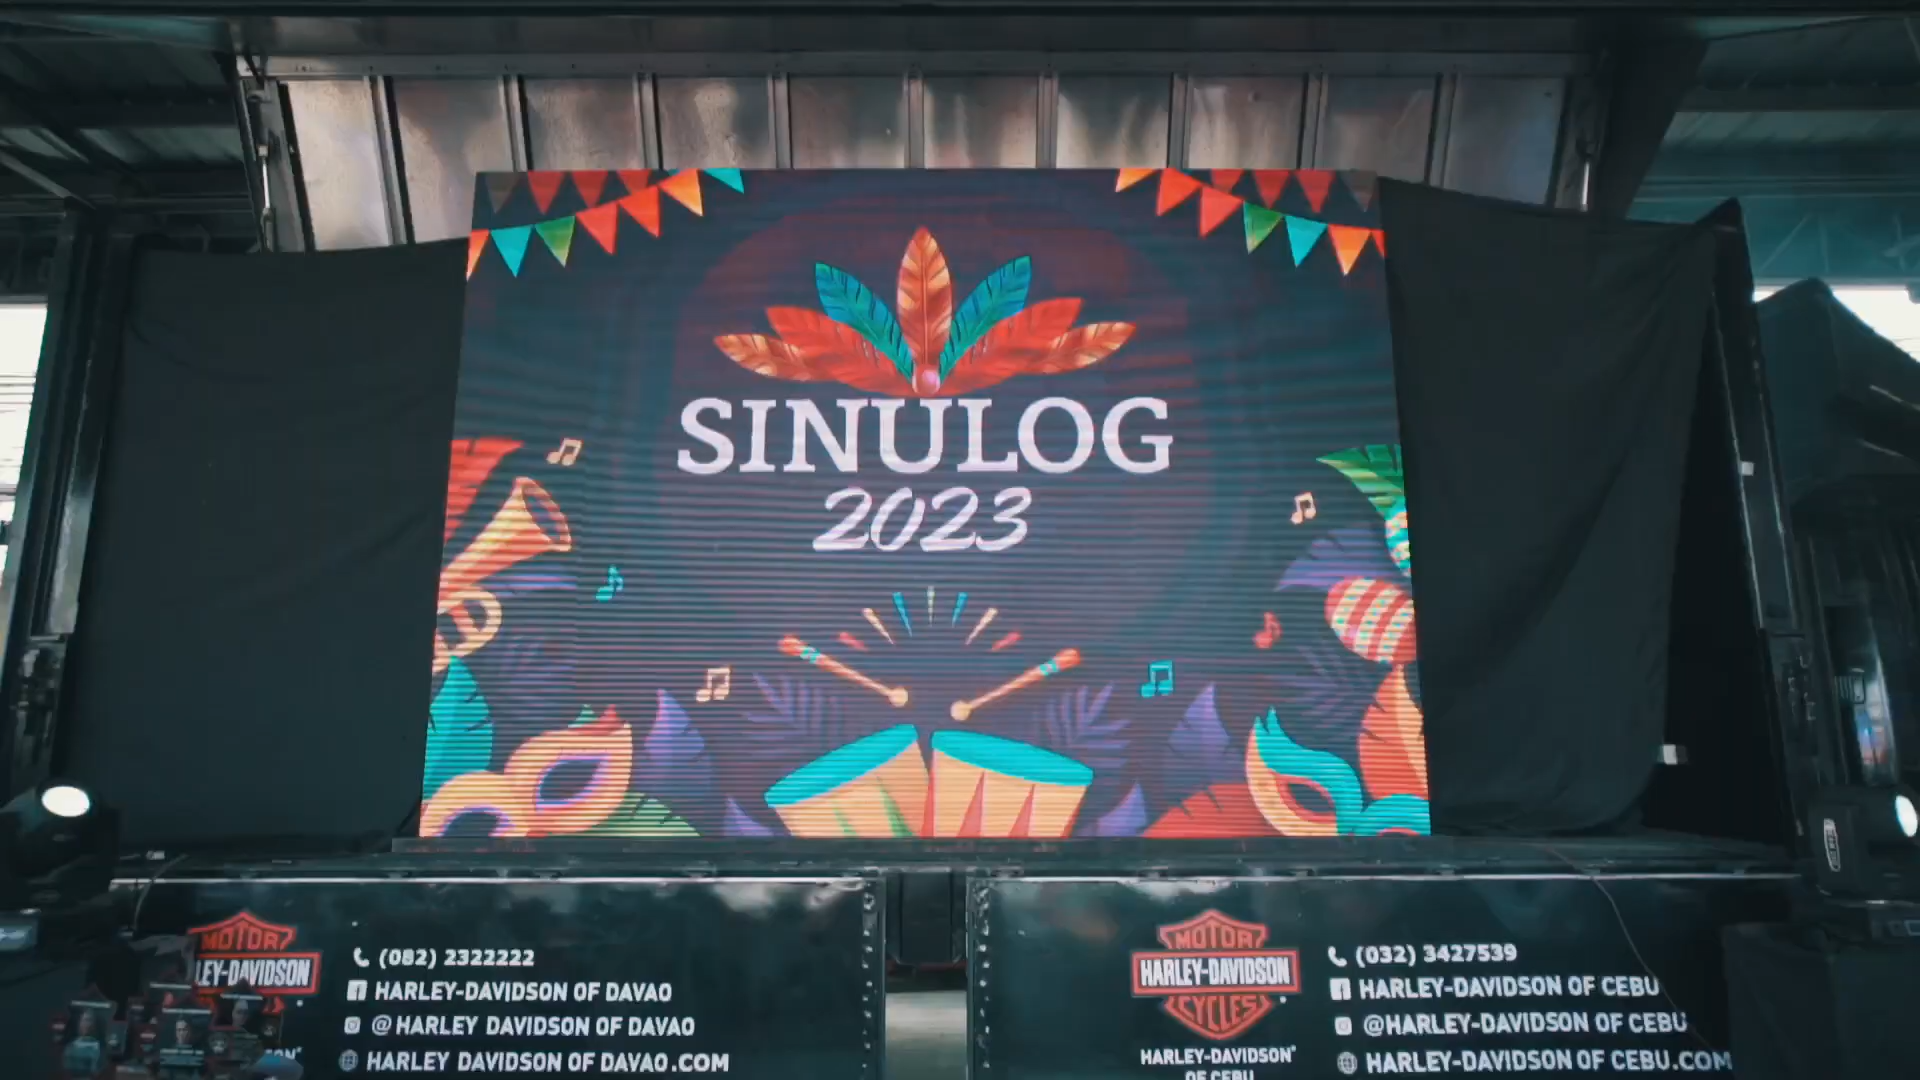 SINULOG
2023
MOTOR
LEY-DAVIDSON
(082) 2322222
HARLEY-DAVIDSON OF DAVAO
@HARLEY DAVIDSON OF DAVAO
HARLEY DAVIDSON OF DAVAO.COM
MOTOR
HARLEY-DAVIDSON
CYCLES
HARLEY-DAVIDSON
OF CEBU
(032) 3427539
HARLEY-DAVIDSON OF CEBU
@HARLEY-DAVIDSON OF CEBU
HARLEY-DAVIDSON OF CEBU.COM